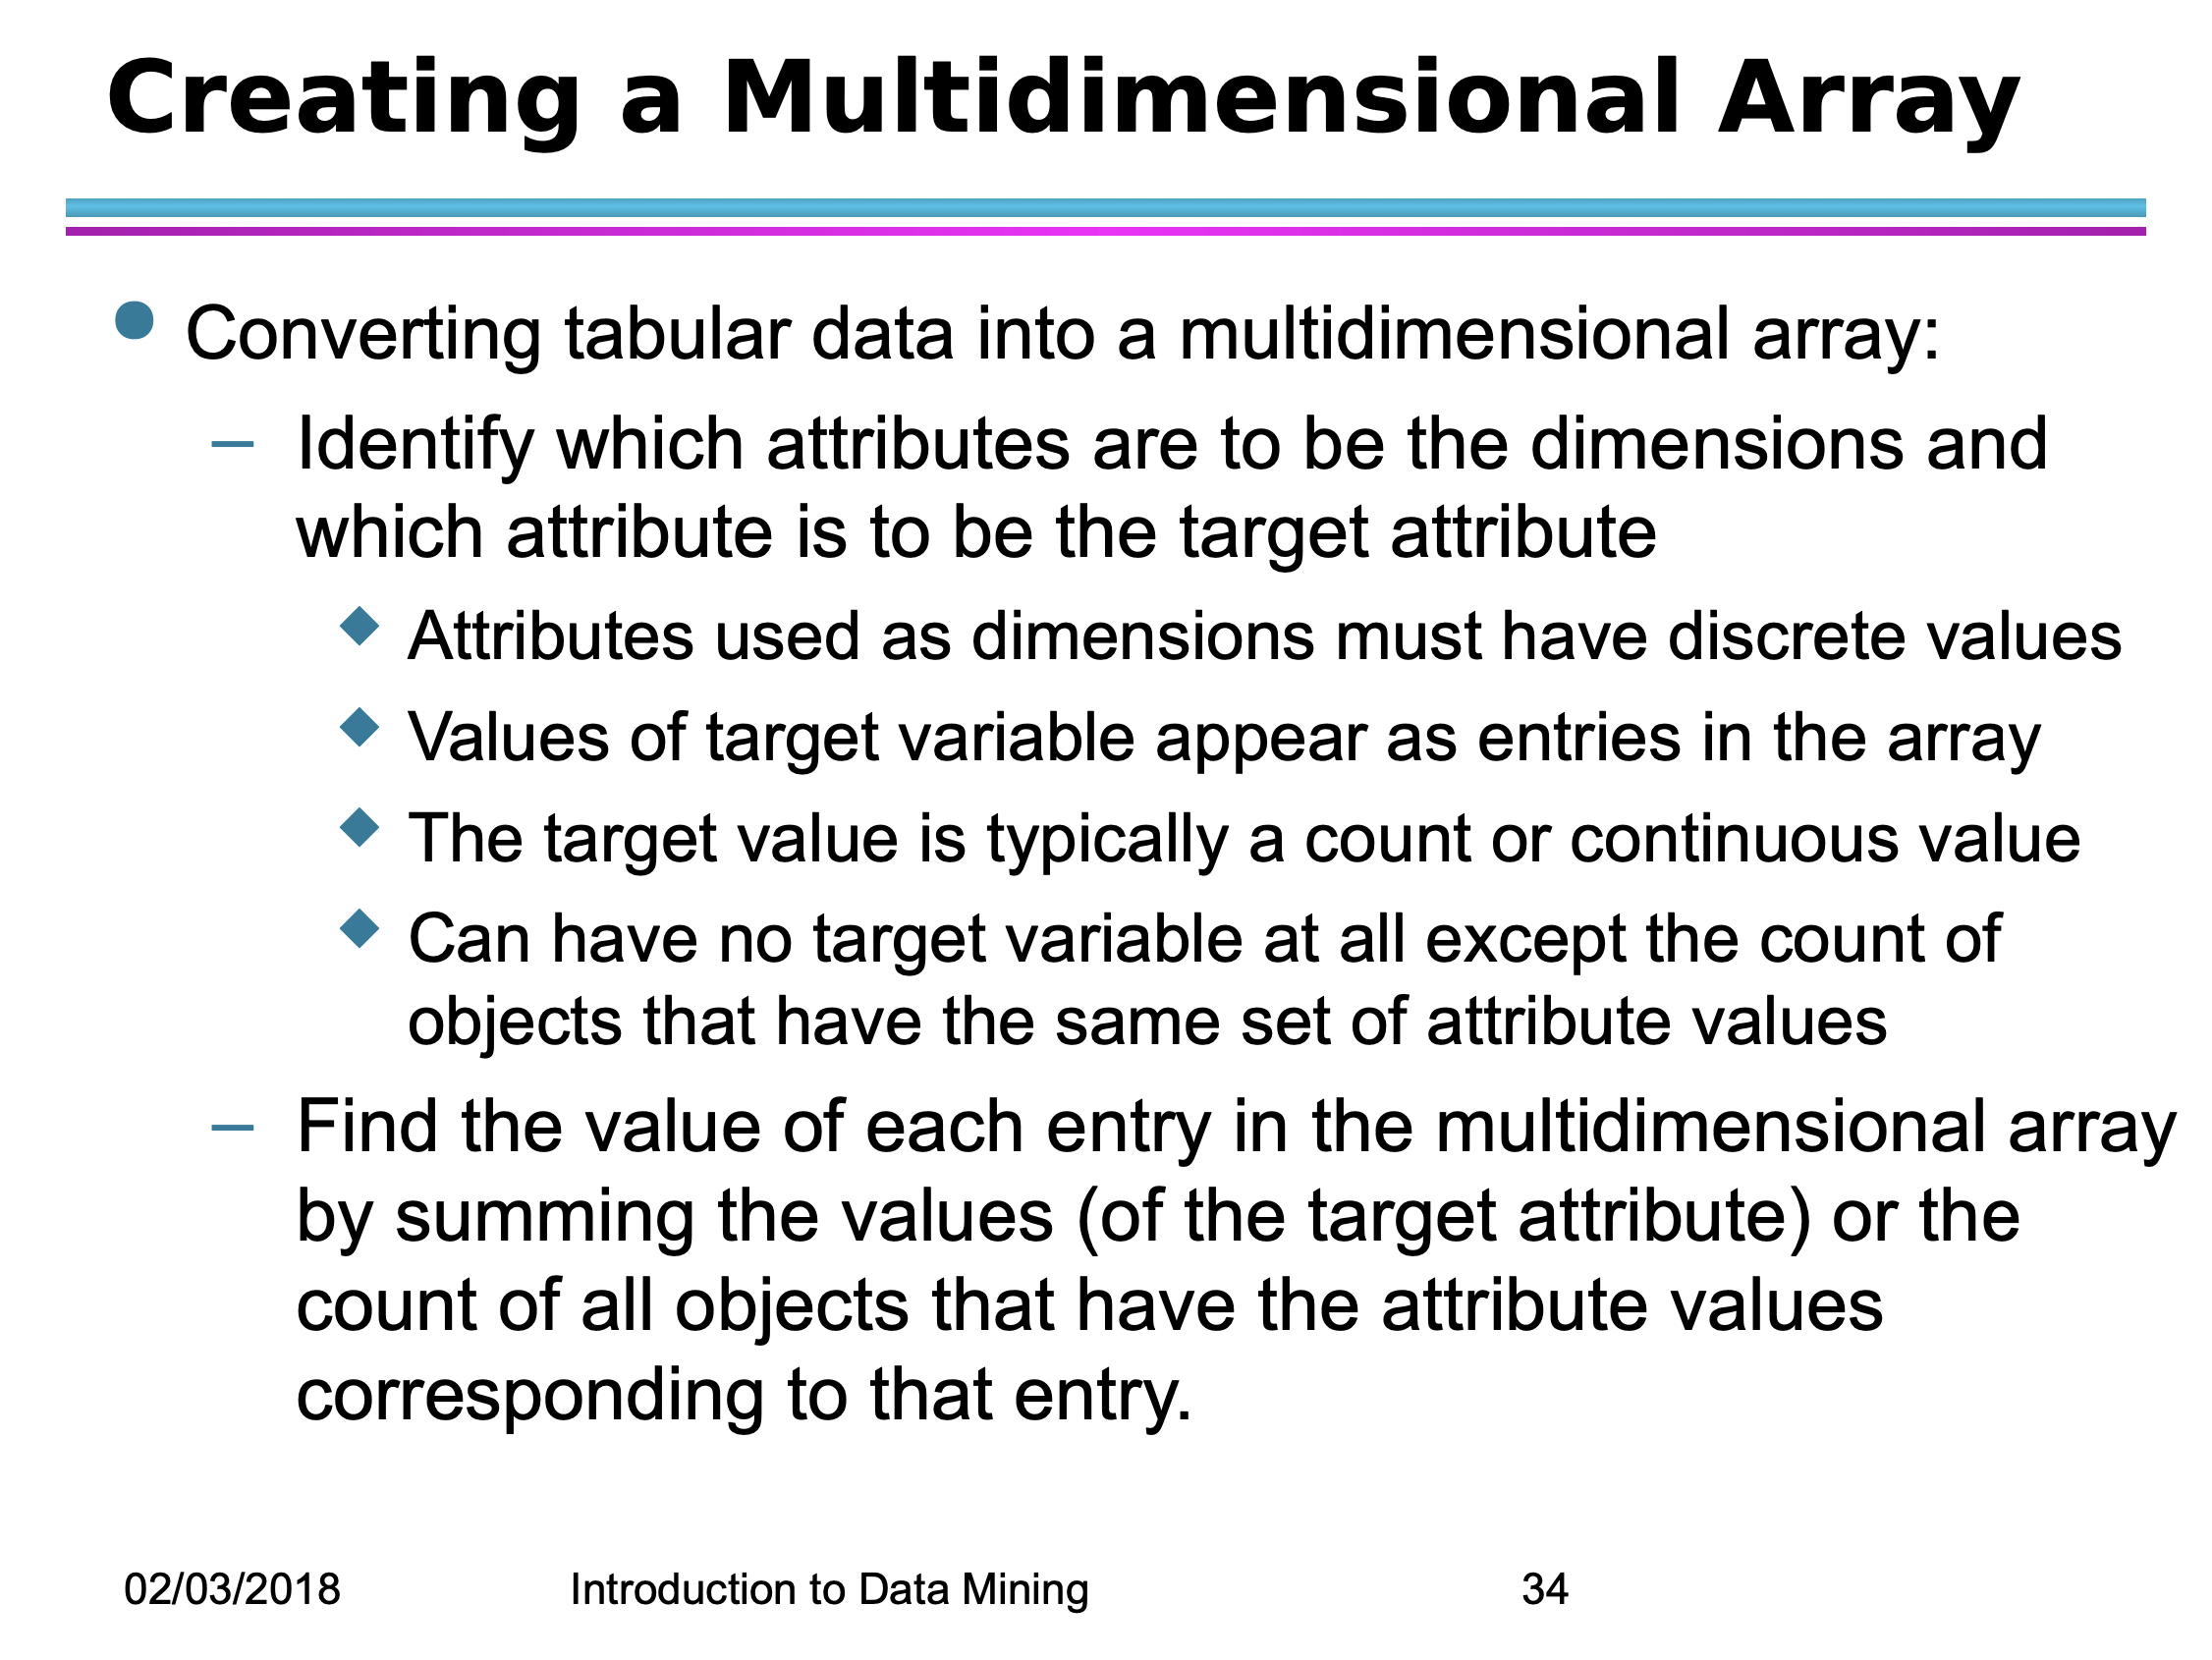 Creating a Multidimensional Array
● Converting tabular data into a multidimensional array:
– Identify which attributes are to be the dimensions and
which attribute is to be the target attribute
◆ Attributes used as dimensions must have discrete values
◆ Values of target variable appear as entries in the array
◆ The target value is typically a count or continuous value
◆ Can have no target variable at all except the count of
objects that have the same set of attribute values
– Find the value of each entry in the multidimensional array
by summing the values (of the target attribute) or the
count of all objects that have the attribute values
corresponding to that entry.
02/03/2018 Introduction to Data Mining 34